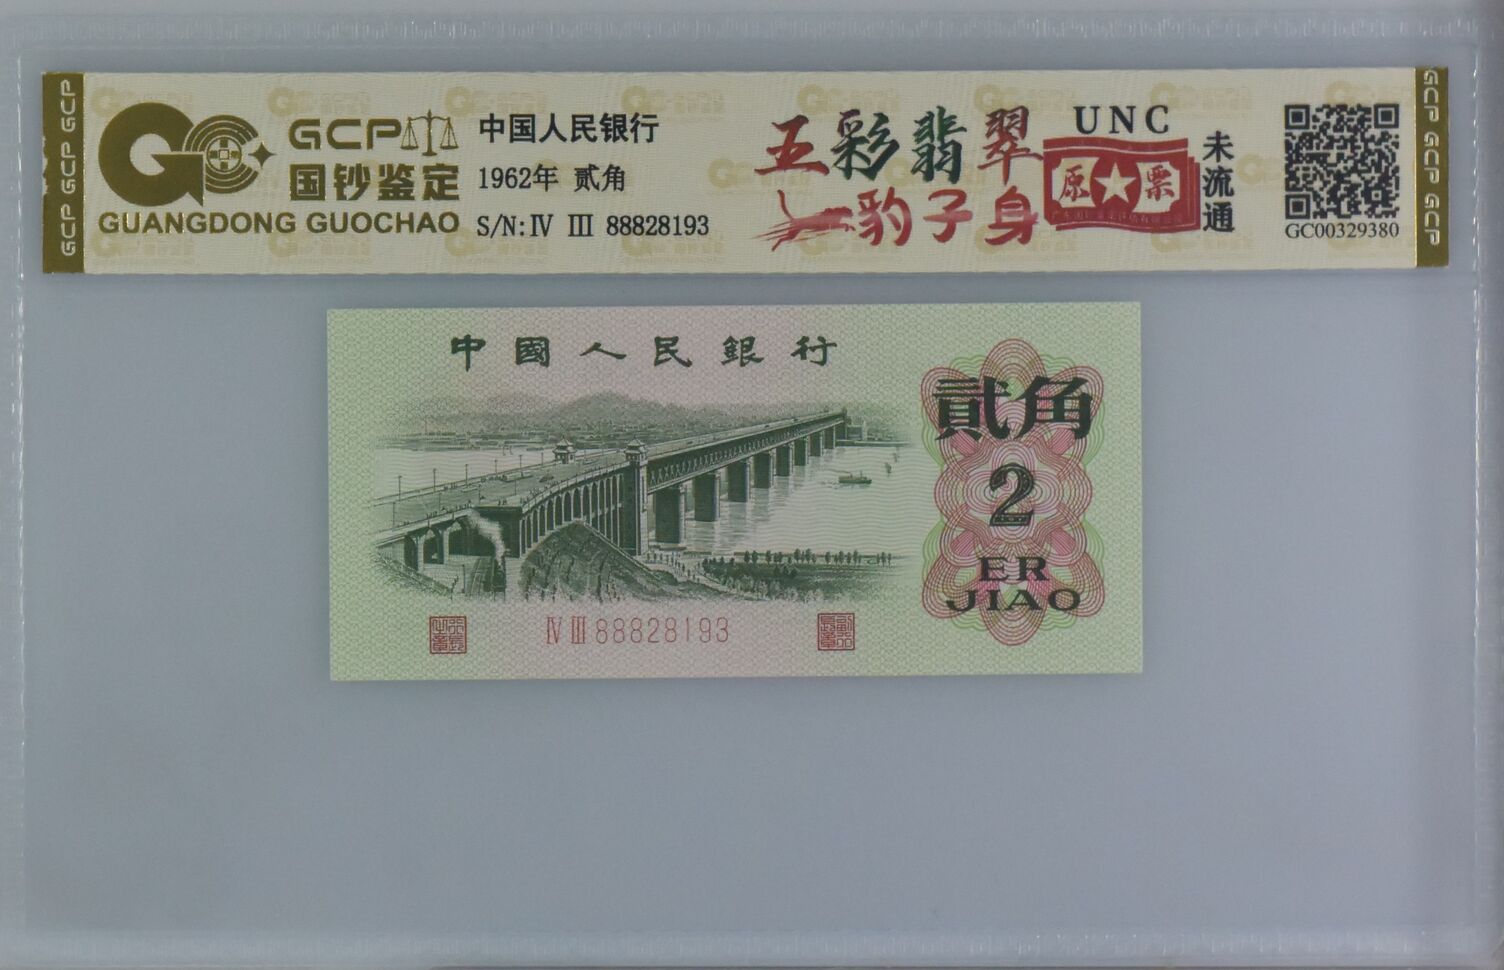 GCP GCP GCP
GCP
国钞鉴定
GUANGDONG GUOCHAO
中国人民银行
1962年 贰角
S/N:Ⅳ Ⅲ 88828193
五彩翡翠
豹子身
UNC
原票
未流通
GC00329380
GCP GCP GCP
中國人民銀行
貳角
2
ER
JIAO
Ⅳ Ⅲ 88828193